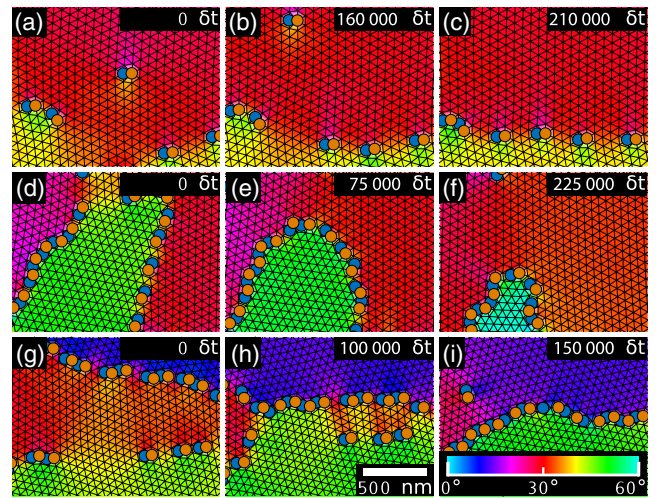 (a) 0 δt
(b) 160 000 δt
(c) 210 000 δt
(d) 0 δt
(e) 75 000 δt
(f) 225 000 δt
(g) 0 δt
(h) 100 000 δt
(i) 150 000 δt
500 nm
0° 30° 60°